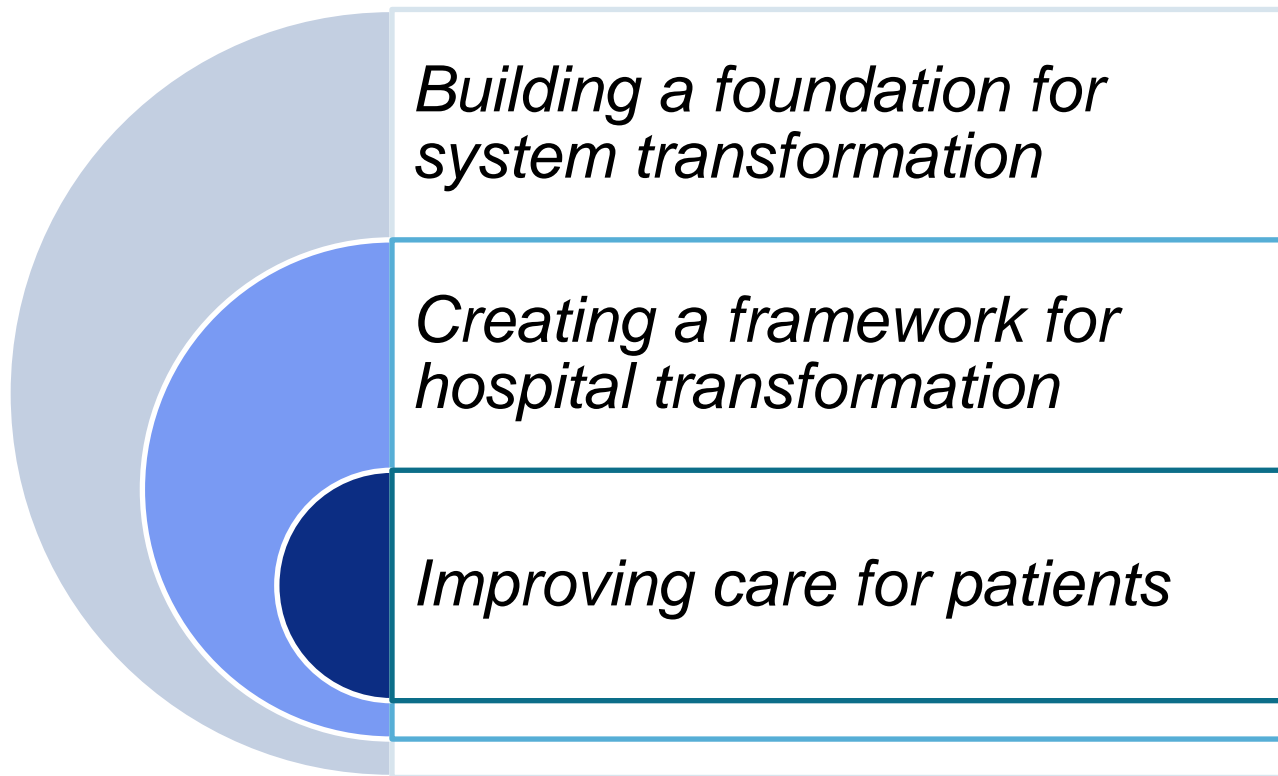 Building a foundation for
system transformation
Creating a framework for
hospital transformation
Improving care for patients